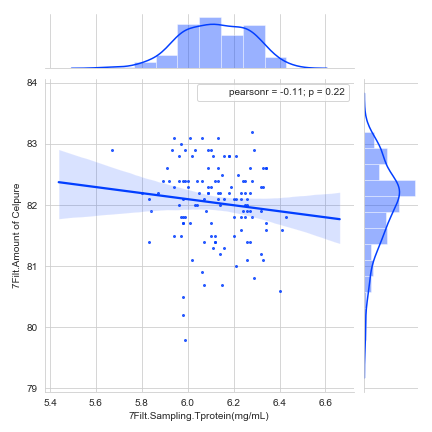 84
pearsonr = -0.11; p = 0.22
83
82
81
80
79
7Filt.Amount of Celpure
5.4 5.6 5.8 6.0 6.2 6.4 6.6
7Filt.Sampling.Tprotein(mg/mL)